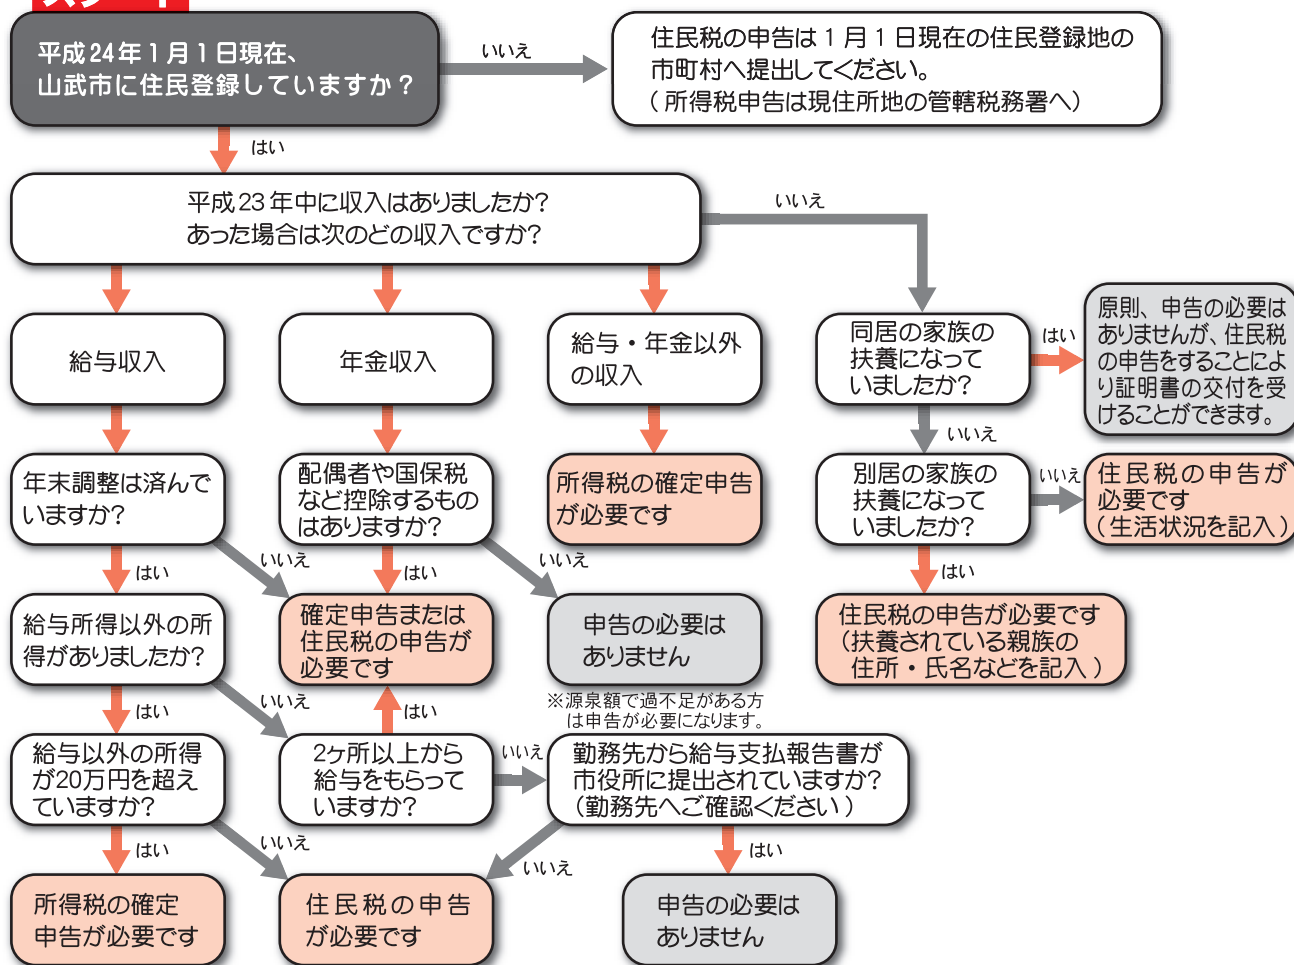 平成24年1月1日現在、
山武市に住民登録していますか？
いいえ
住民税の申告は1月1日現在の住民登録地の
市町村へ提出してください。
（所得税申告は現住所地の管轄税務署へ）
はい
平成23年中に収入はありましたか？
あった場合は次のどの収入ですか？
いいえ
給与収入
年金収入
給与・年金以外
の収入
同居の家族の
扶養になって
いましたか？
はい
原則、申告の必要は
ありませんが、住民税
の申告をすることによ
り証明書の交付を受
けることができます。
いいえ
年末調整は済んで
いますか？
配偶者や国保税
など控除するもの
はありますか？
所得税の確定申告
が必要です
別居の家族の
扶養になって
いましたか？
いいえ
住民税の申告が
必要です
（生活状況を記入）
はい
いいえ
はい
いいえ
はい
給与所得以外の所
得がありましたか？
確定申告または
住民税の申告が
必要です
申告の必要は
ありません
住民税の申告が必要です
（扶養されている親族の
住所・氏名などを記入）
※源泉額で過不足がある方
は申告が必要になります。
はい
いいえ
はい
給与以外の所得
が20万円を超え
ていますか？
2ヶ所以上から
給与をもらって
いますか？
いいえ
勤務先から給与支払報告書が
市役所に提出されていますか？
（勤務先へご確認ください）
はい
いいえ
いいえ
はい
所得税の確定
申告が必要です
住民税の申告
が必要です
申告の必要は
ありません